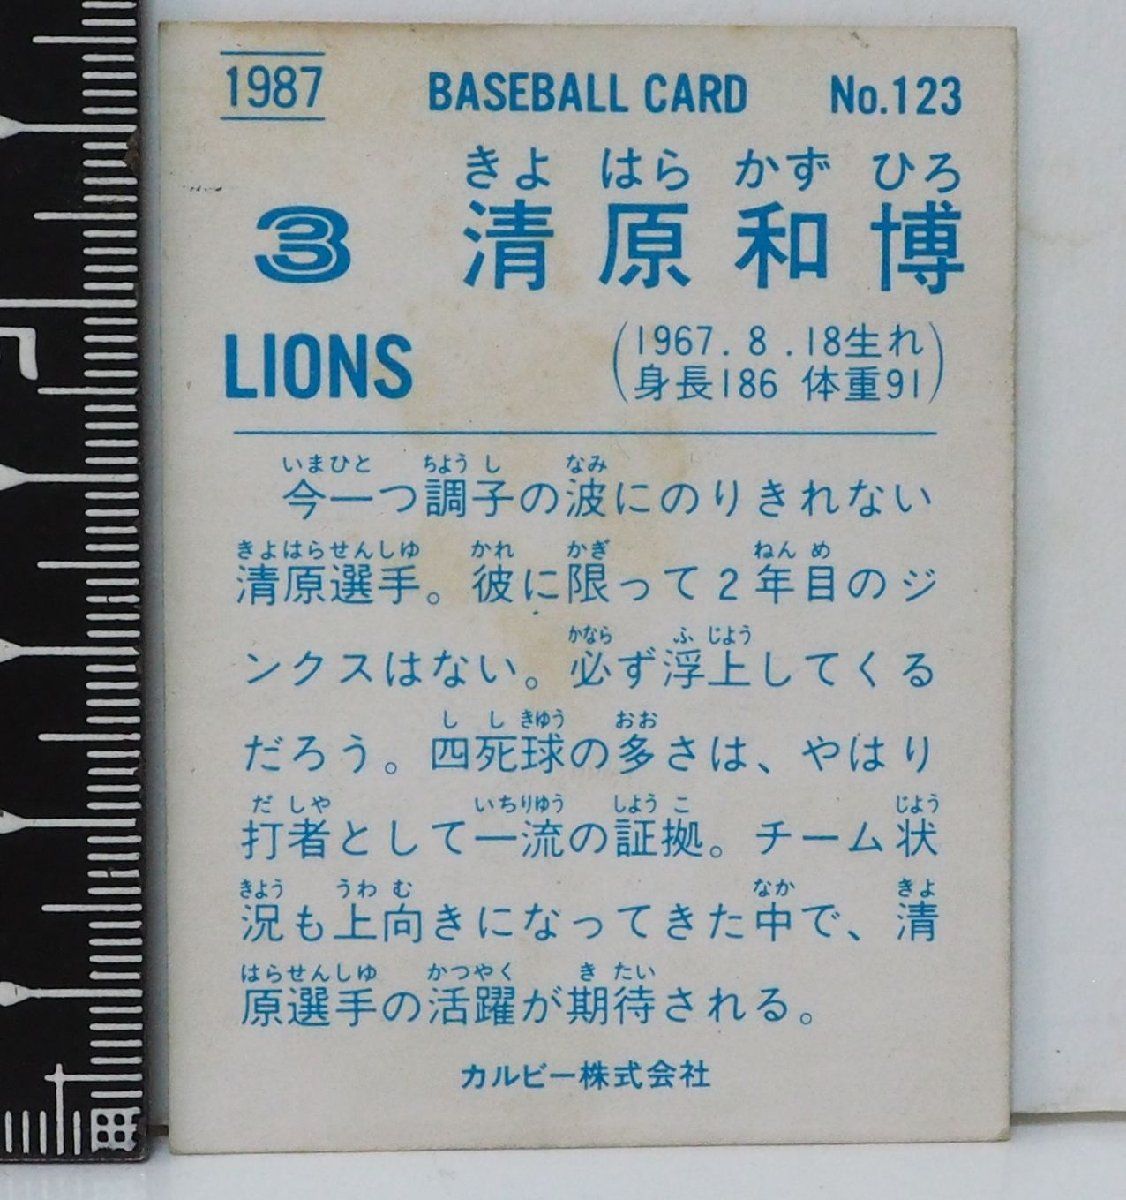 1987 BASEBALL CARD No.123
きよ はら かず ひろ
3 清原和博
LIONS
(1967.8.18生れ
身長186 体重91)
いまひと ちょう し なみ
今一つ調子の波にのりきれない
きよはらせんしゆ かれ かぎ ねん め
清原選手。彼に限って2年目のジ
かなら ふ じよう
ンクスはない。必ず浮上してくる
し し きゆう おお
だろう。四死球の多さは、やはり
だ しや いちりゆう しよう こ じよう
打者として一流の証拠。チーム状
きよう うわ む なか きよ
況も上向きになってきた中で、清
はらせんしゆ かつやく き たい
原選手の活躍が期待される。
カルビー株式会社